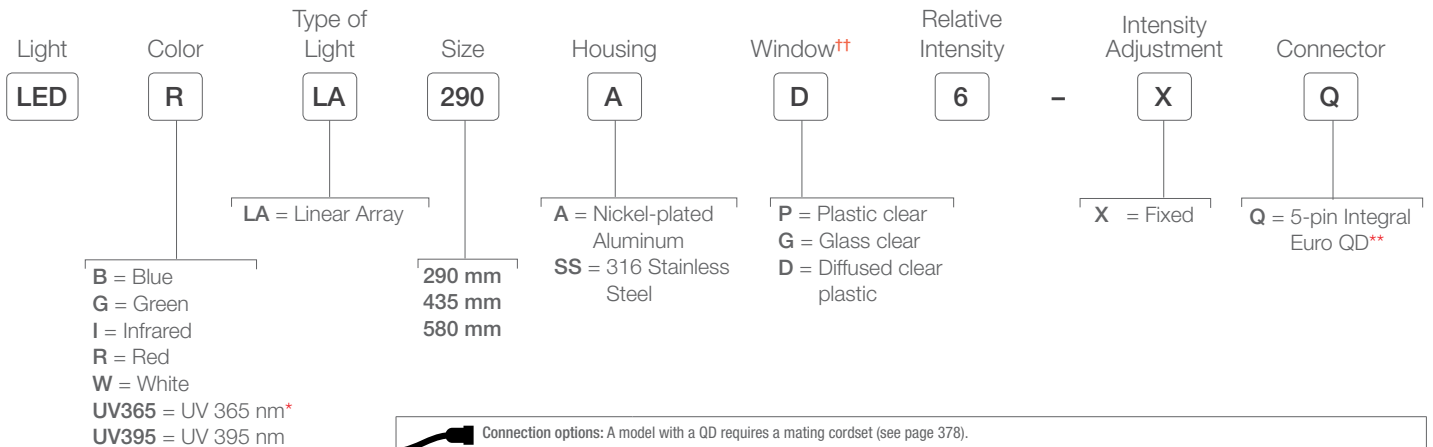 Light
Color
Type of
Light
Size
Housing
Window††
Relative
Intensity
Intensity
Adjustment
Connector
LED
R
LA
290
A
D
6
–
X
Q
B = Blue
G = Green
I = Infrared
R = Red
W = White
UV365 = UV 365 nm*
UV395 = UV 395 nm
LA = Linear Array
290 mm
435 mm
580 mm
A = Nickel-plated
Aluminum
SS = 316 Stainless
Steel
P = Plastic clear
G = Glass clear
D = Diffused clear
plastic
X = Fixed
Q = 5-pin Integral
Euro QD**
Connection options: A model with a QD requires a mating cordset (see page 378).